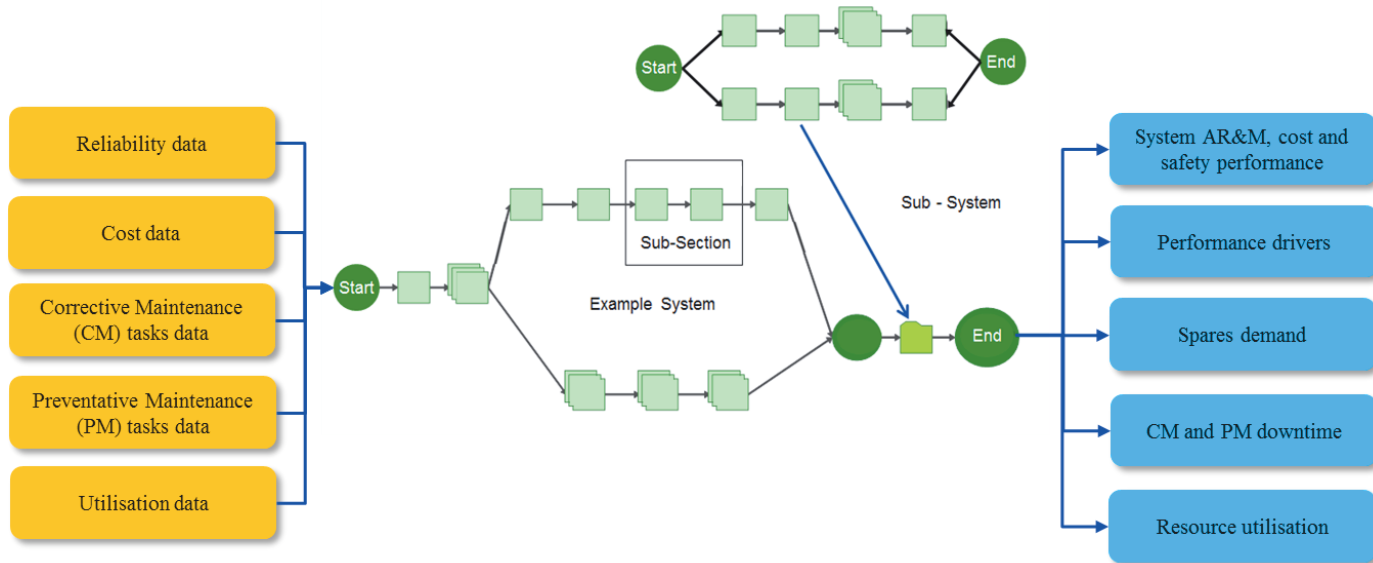 Reliability data
Cost data
Corrective Maintenance
(CM) tasks data
Preventative Maintenance
(PM) tasks data
Utilisation data
Start
Sub-Section
Example System
Start
End
Sub - System
End
System AR&M, cost and
safety performance
Performance drivers
Spares demand
CM and PM downtime
Resource utilisation